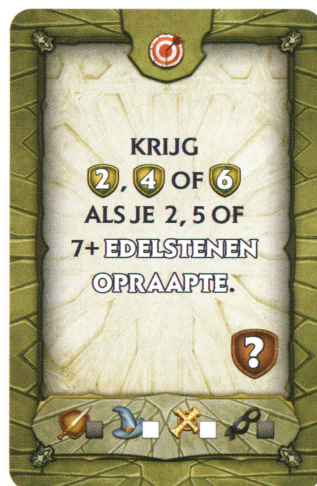 KRIJG
2, 4 OF 6
ALS JE 2, 5 OF
7+ EDELSTENEN
OPRAAPTE.
?